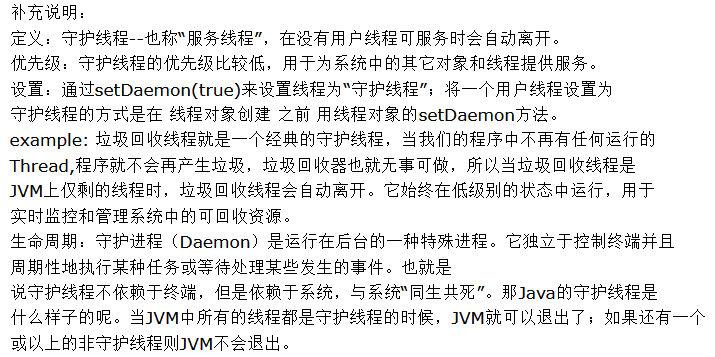 补充说明：
定义：守护线程--也称“服务线程”，在没有用户线程可服务时会自动离开。
优先级：守护线程的优先级比较低，用于为系统中的其它对象和线程提供服务。
设置：通过setDaemon(true)来设置线程为“守护线程”；将一个用户线程设置为
守护线程的方式是在 线程对象创建 之前 用线程对象的setDaemon方法。
example: 垃圾回收线程就是一个经典的守护线程，当我们的程序中不再有任何运行的
Thread,程序就不会再产生垃圾，垃圾回收器也就无事可做，所以当垃圾回收线程是
JVM上仅剩的线程时，垃圾回收线程会自动离开。它始终在低级别的状态中运行，用于
实时监控和管理系统中的可回收资源。
生命周期：守护进程（Daemon）是运行在后台的一种特殊进程。它独立于控制终端并且
周期性地执行某种任务或等待处理某些发生的事件。也就是
说守护线程不依赖于终端，但是依赖于系统，与系统“同生共死”。那Java的守护线程是
什么样子的呢。当JVM中所有的线程都是守护线程的时候，JVM就可以退出了；如果还有一个
或以上的非守护线程则JVM不会退出。